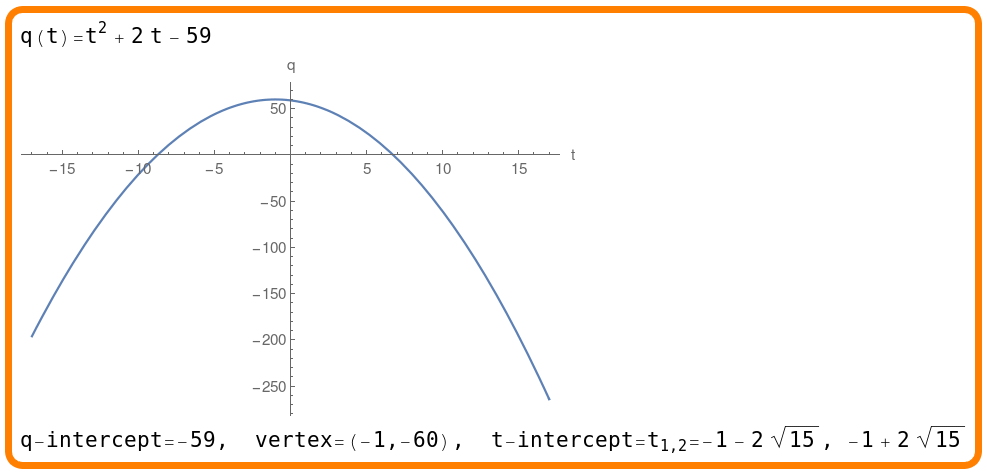 q(t)=t² + 2 t - 59
q
50
-15 -10 -5 5 10 15 t
-50
-100
-150
-200
-250
q-intercept=-59, vertex=(-1,-60), t-intercept=t₁,₂=-1-2√15, -1+2√15